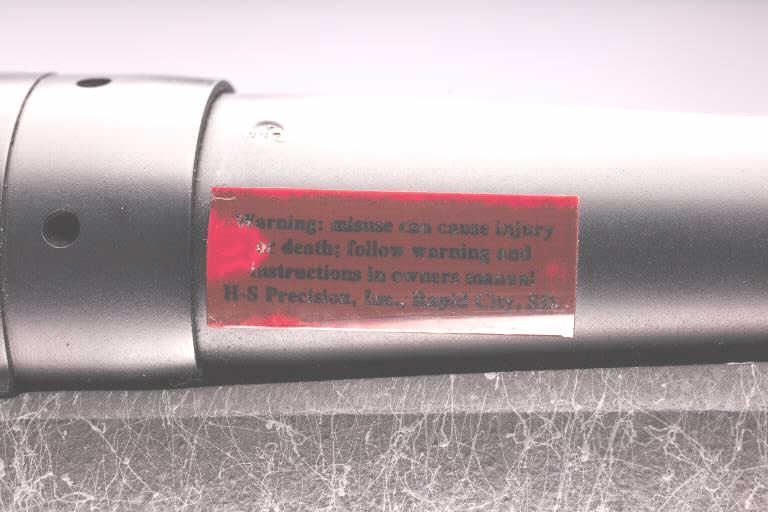 Warning: misuse can cause injury
or death; follow warning and
instructions in owners manual
H-S Precision, Inc., Rapid City, SD.